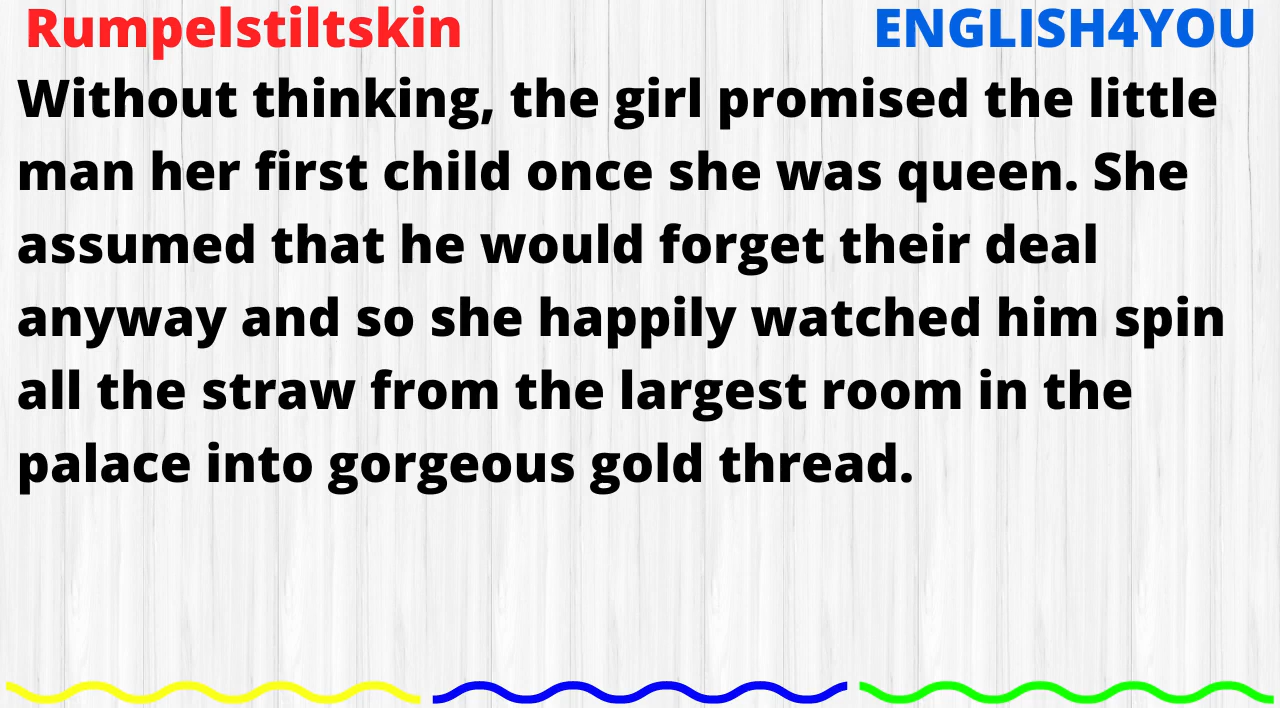 Rumpelstiltskin ENGLISH4YOU
Without thinking, the girl promised the little
man her first child once she was queen. She
assumed that he would forget their deal
anyway and so she happily watched him spin
all the straw from the largest room in the
palace into gorgeous gold thread.